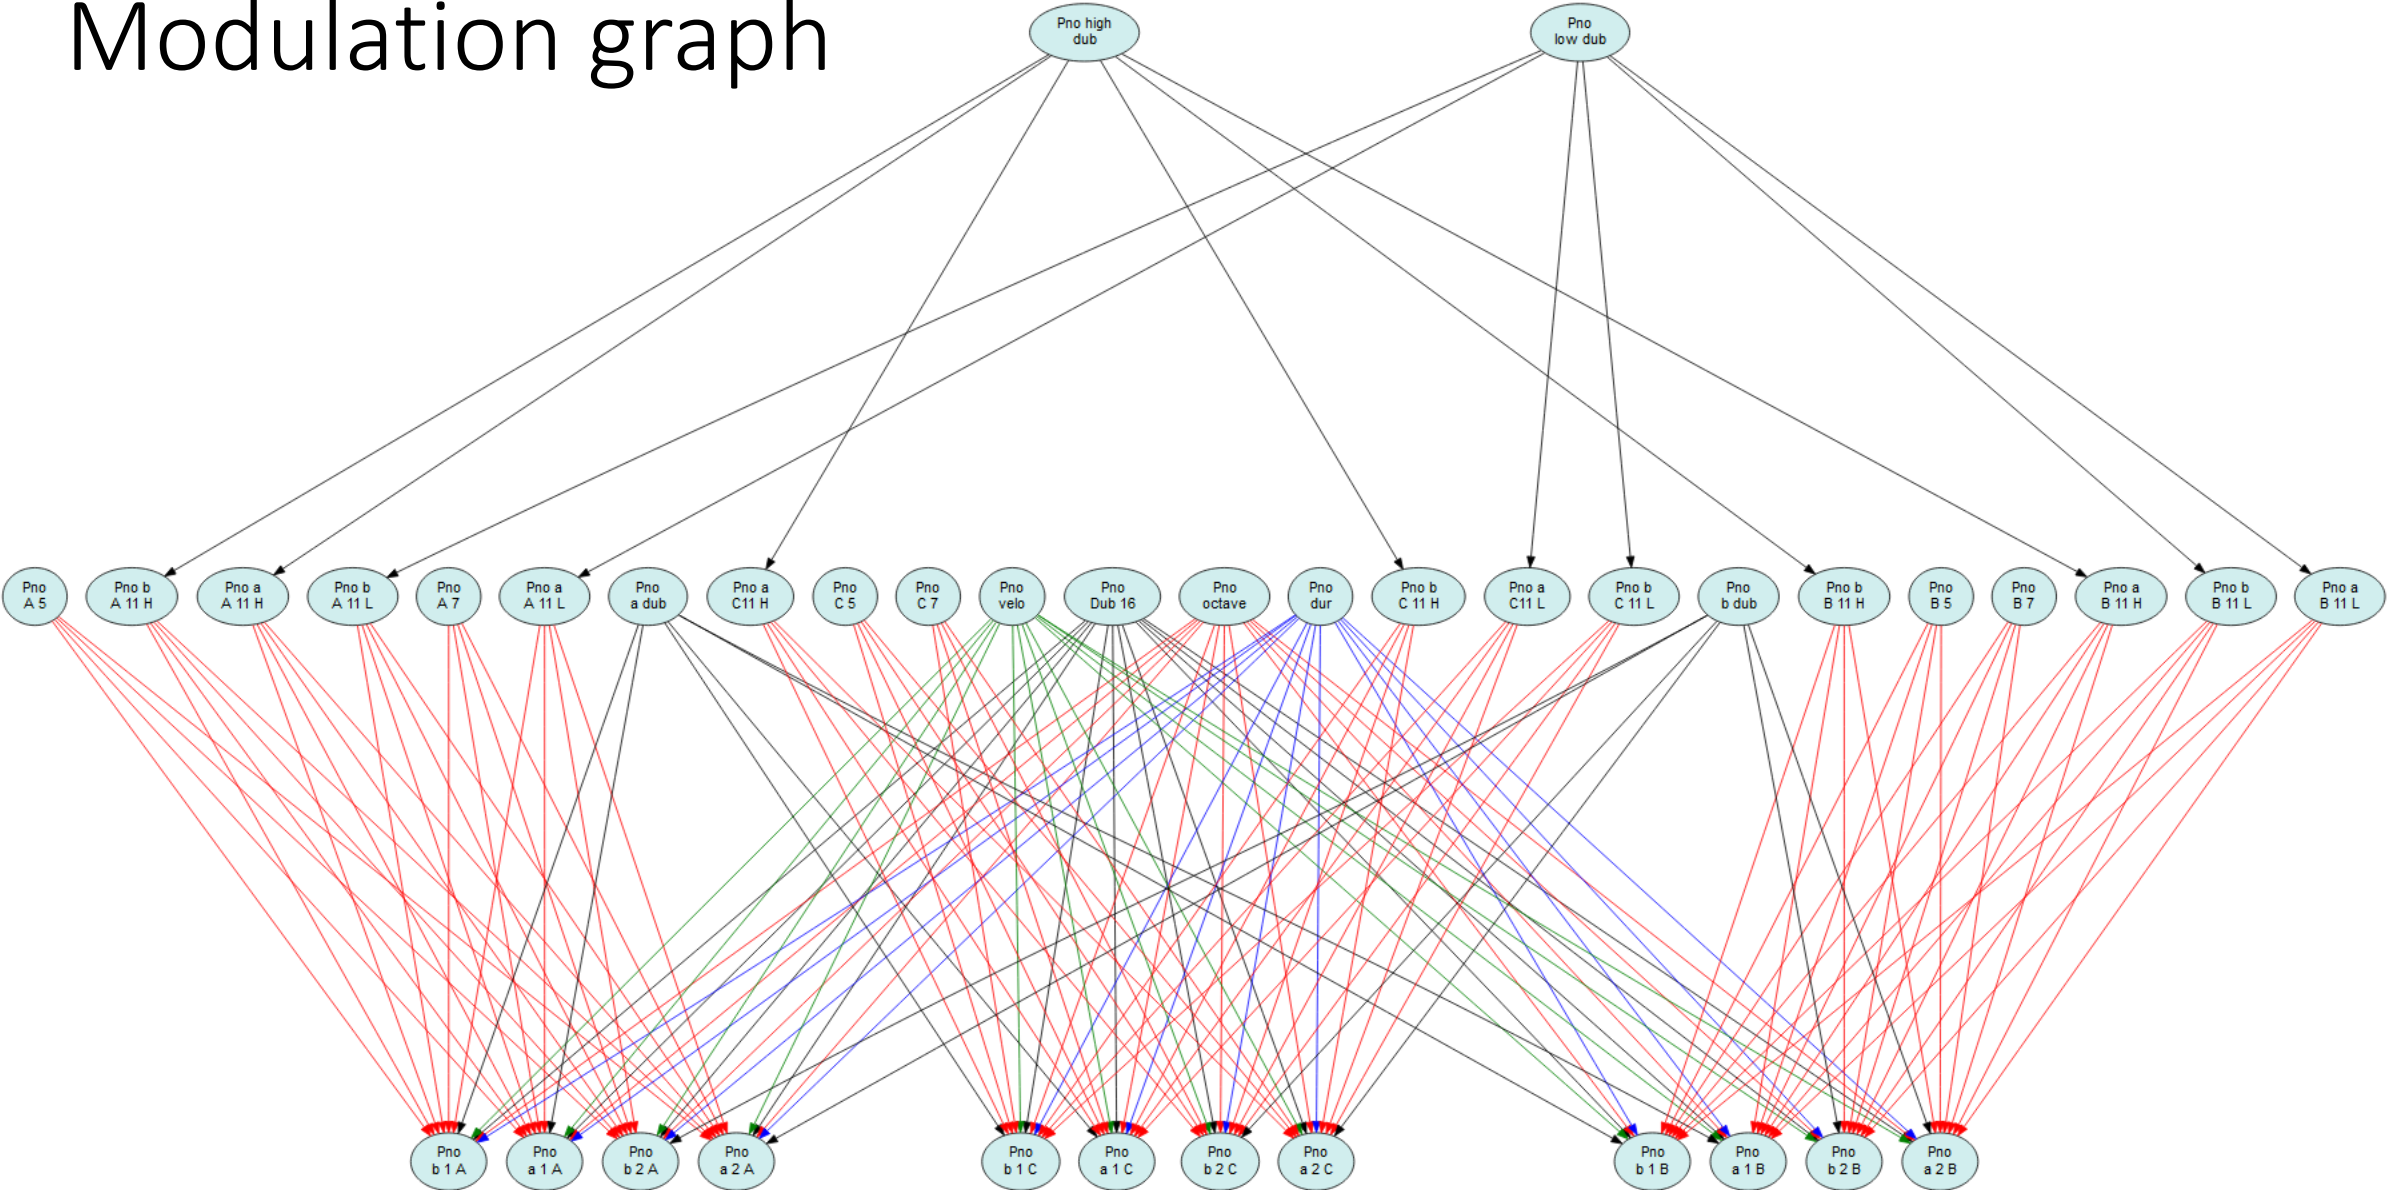 Modulation graph
Pno high
dub
Pno
low dub
Pno
A 5
Pno b
A 11 H
Pno a
A 11 H
Pno b
A 11 L
Pno
A 7
Pno a
A 11 L
Pno
a dub
Pno a
C11 H
Pno
C 5
Pno
C 7
Pno
velo
Pno
Dub 16
Pno
octave
Pno
dur
Pno b
C 11 H
Pno a
C11 L
Pno b
C 11 L
Pno
b dub
Pno b
B 11 H
Pno
B 5
Pno
B 7
Pno a
B 11 H
Pno b
B 11 L
Pno a
B 11 L
Pno
b 1 A
Pno
a 1 A
Pno
b 2 A
Pno
a 2 A
Pno
b 1 C
Pno
a 1 C
Pno
b 2 C
Pno
a 2 C
Pno
b 1 B
Pno
a 1 B
Pno
b 2 B
Pno
a 2 B